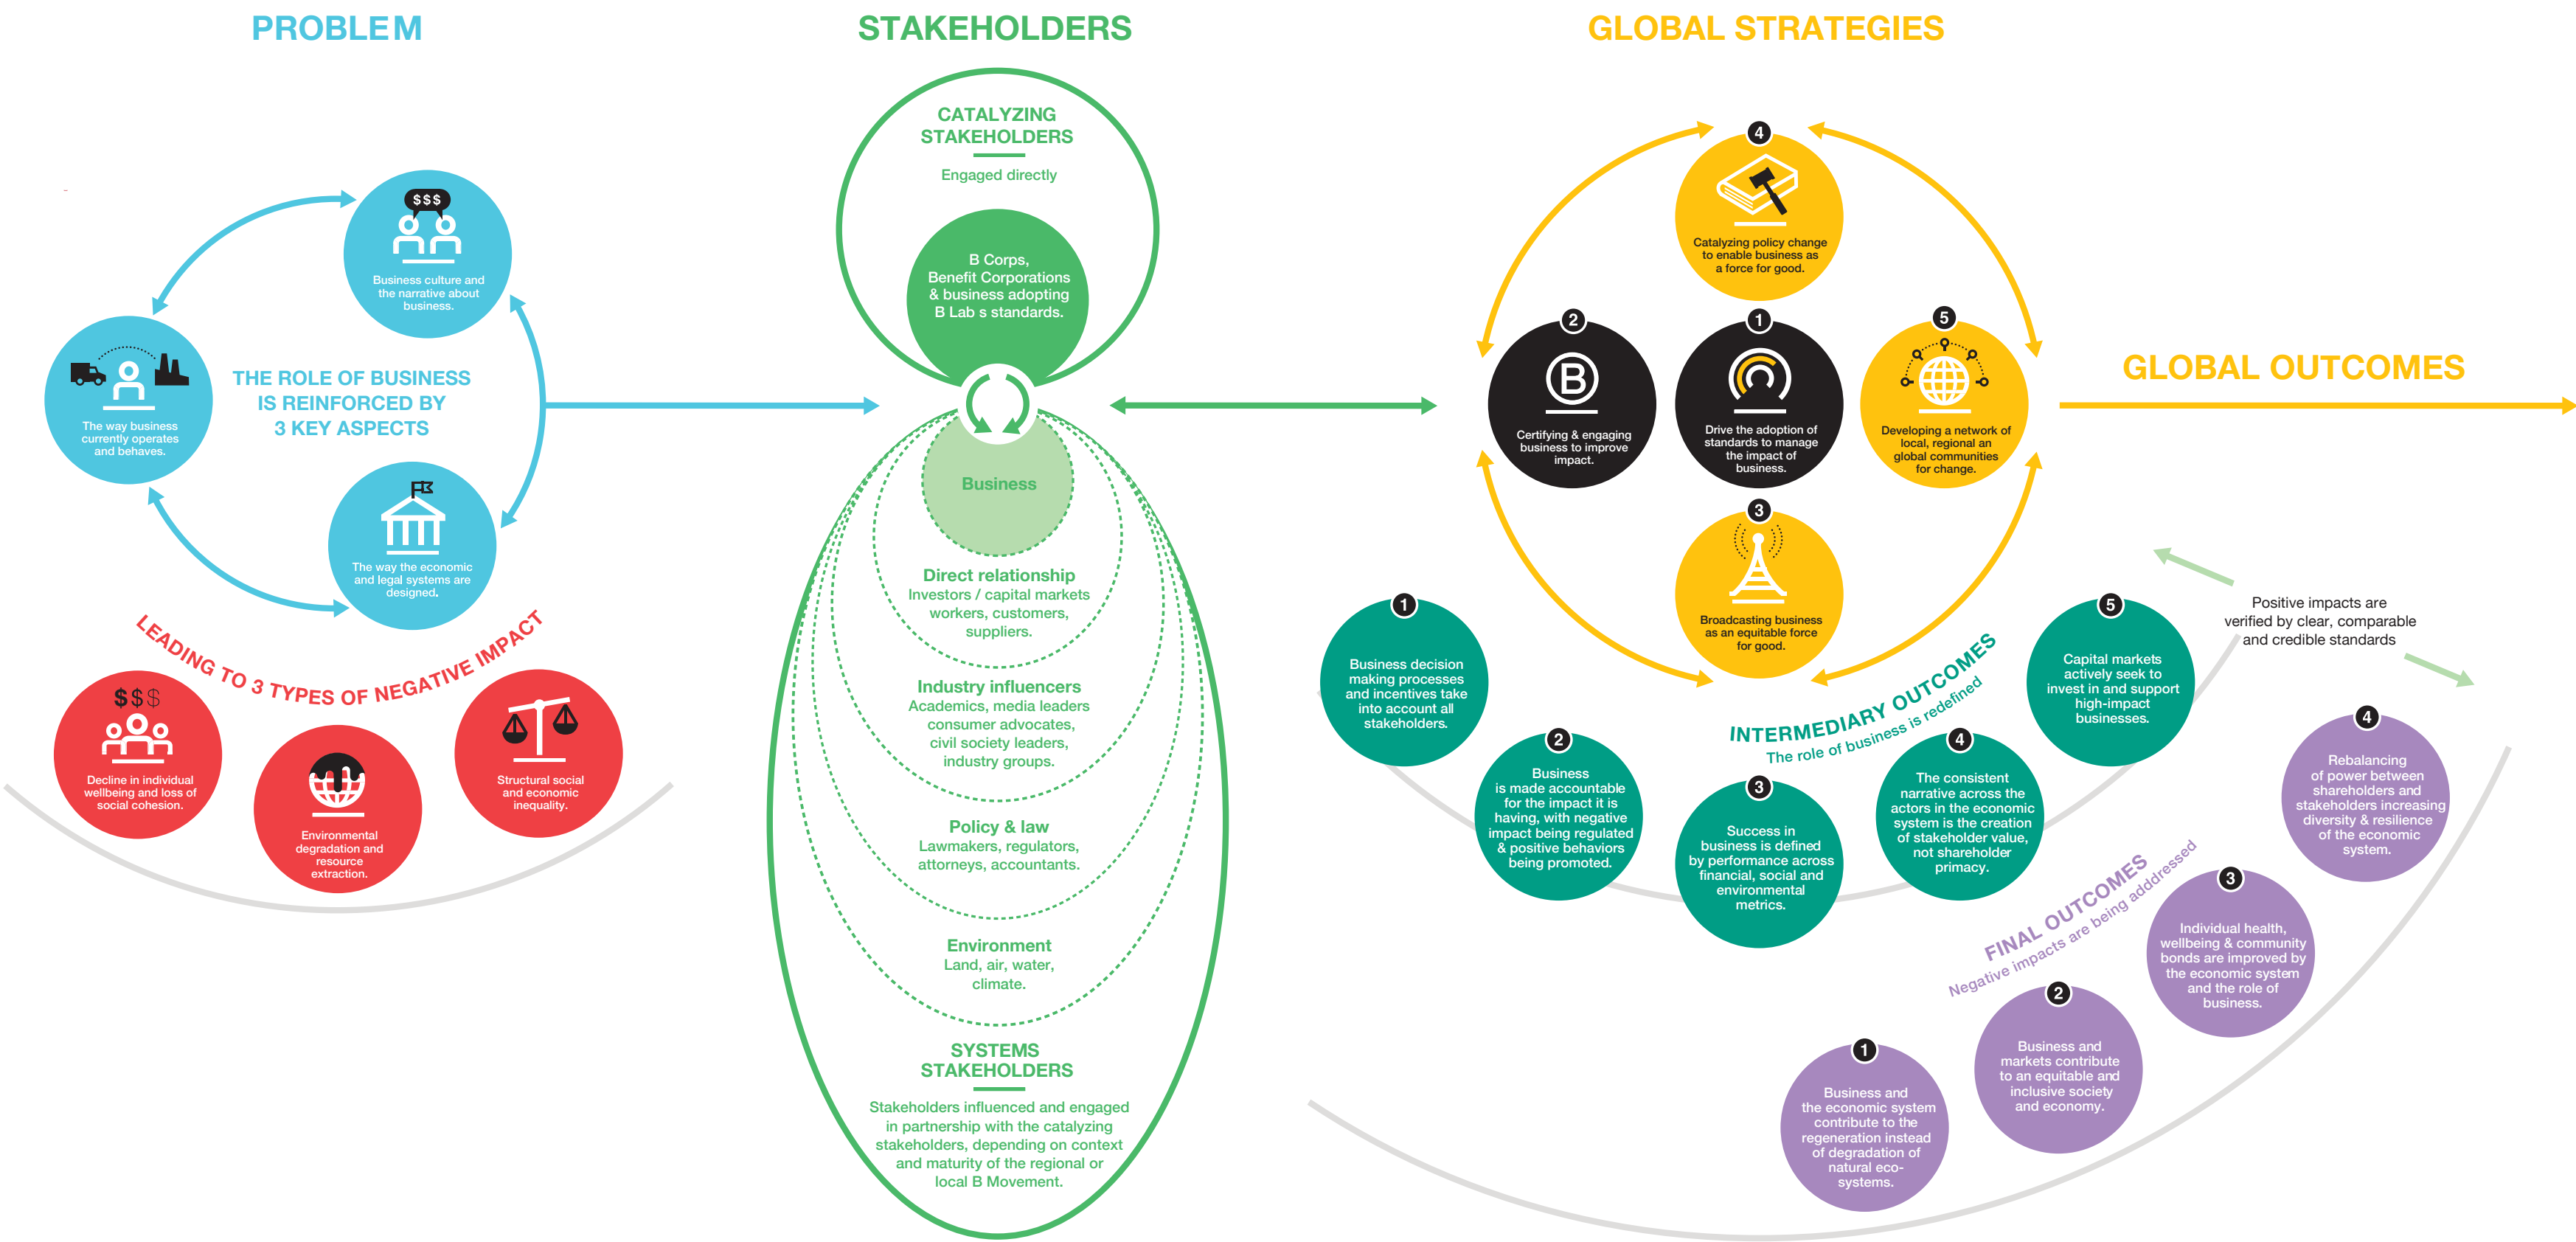 PROBLEM
$$$
Business culture and
the narrative about
business.
The way business
currently operates
and behaves.
THE ROLE OF BUSINESS
IS REINFORCED BY
3 KEY ASPECTS
The way the economic
and legal systems are
designed.
LEADING TO 3 TYPES OF NEGATIVE IMPACT
$$$
Decline in individual
wellbeing and loss of
social cohesion.
Environmental
degradation and
resource
extraction.
Structural social
and economic
inequality.
STAKEHOLDERS
CATALYZING
STAKEHOLDERS
Engaged directly
B Corps,
Benefit Corporations
& business adopting
B Lab s standards.
Business
Direct relationship
Investors / capital markets
workers, customers,
suppliers.
Industry influencers
Academics, media leaders
consumer advocates,
civil society leaders,
industry groups.
Policy & law
Lawmakers, regulators,
attorneys, accountants.
Environment
Land, air, water,
climate.
SYSTEMS
STAKEHOLDERS
Stakeholders influenced and engaged
in partnership with the catalyzing
stakeholders, depending on context
and maturity of the regional or
local B Movement.
GLOBAL STRATEGIES
4
Catalyzing policy change
to enable business as
a force for good.
2
B
Certifying & engaging
business to improve
impact.
1
Drive the adoption of
standards to manage
the impact of
business.
5
Developing a network of
local, regional an
global communities
for change.
3
Broadcasting business
as an equitable force
for good.
GLOBAL OUTCOMES
INTERMEDIARY OUTCOMES
The role of business is redefined
1
Business decision
making processes
and incentives take
into account all
stakeholders.
2
Business
is made accountable
for the impact it is
having, with negative
impact being regulated
& positive behaviors
being promoted.
3
Success in
business is defined
by performance across
financial, social and
environmental
metrics.
4
The consistent
narrative across the
actors in the economic
system is the creation
of stakeholder value,
not shareholder
primacy.
5
Capital markets
actively seek to
invest in and support
high-impact
businesses.
Positive impacts are
verified by clear, comparable
and credible standards
FINAL OUTCOMES
Negative impacts are being adddressed
1
Business and
the economic system
contribute to the
regeneration instead
of degradation of
natural eco-
systems.
2
Business and
markets contribute
to an equitable and
inclusive society
and economy.
3
Individual health,
wellbeing & community
bonds are improved by
the economic system
and the role of
business.
4
Rebalancing
of power between
shareholders and
stakeholders increasing
diversity & resilience
of the economic
system.